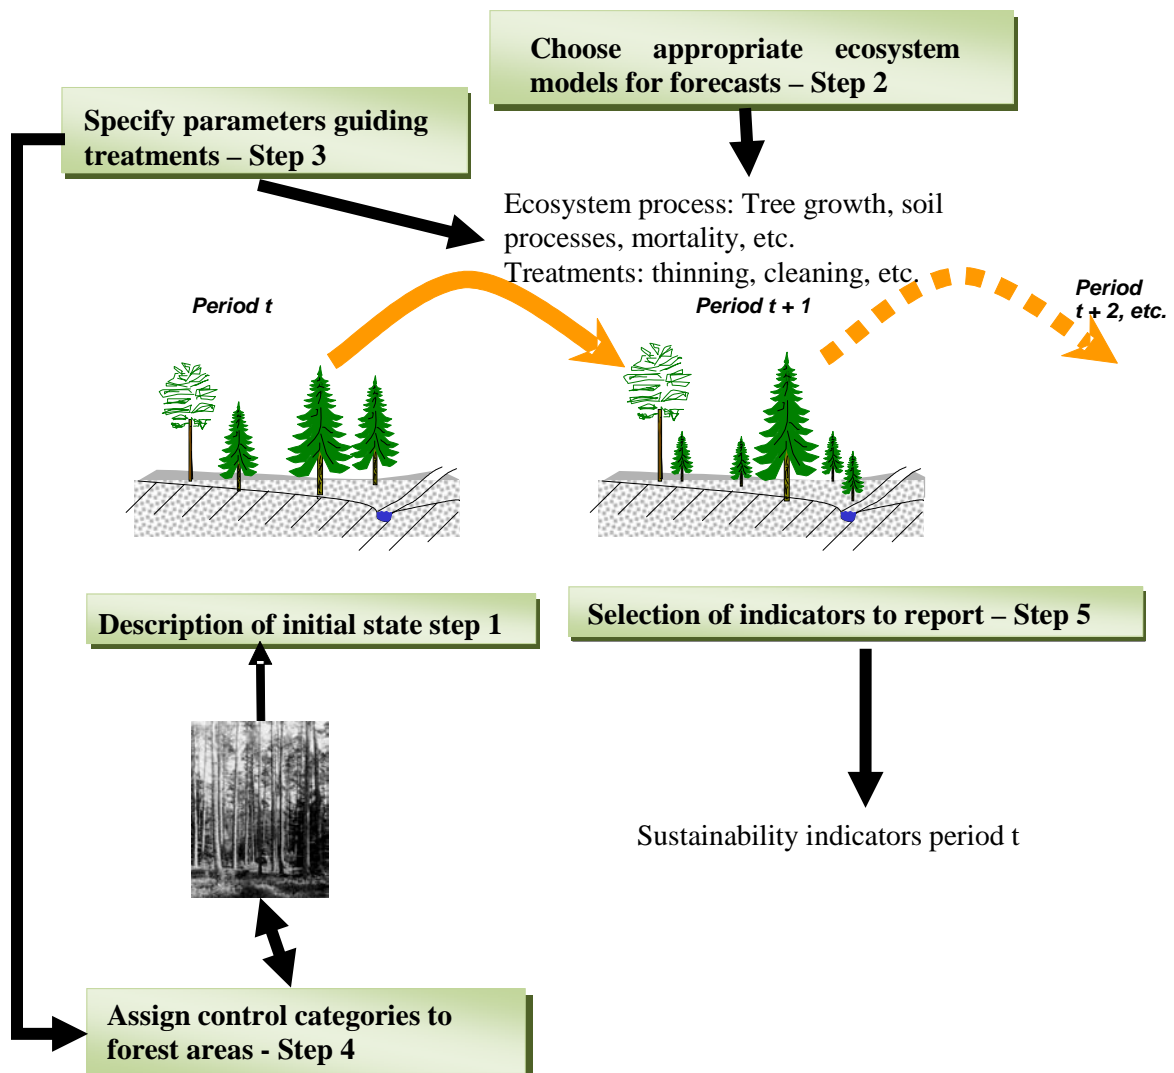 Choose appropriate ecosystem
models for forecasts – Step 2
Specify parameters guiding
treatments – Step 3
Ecosystem process: Tree growth, soil
processes, mortality, etc.
Treatments: thinning, cleaning, etc.
Period t
Period t + 1
Period
t + 2, etc.
Description of initial state step 1
Selection of indicators to report – Step 5
Sustainability indicators period t
Assign control categories to
forest areas - Step 4